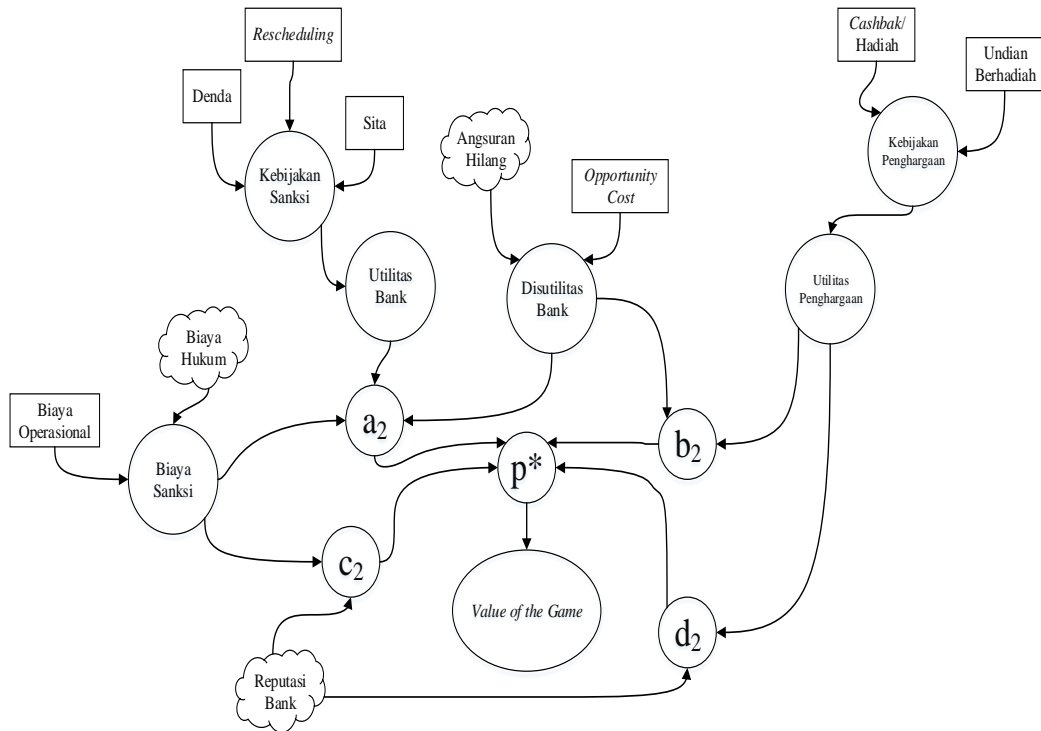 Rescheduling
Cashbak/
Hadiah
Undian
Berhadiah
Denda
Sita
Angsuran
Hilang
Kebijakan
Penghargaan
Kebijakan
Sanksi
Opportunity
Cost
Utilitas
Bank
Disutilitas
Bank
Utilitas
Penghargaan
Biaya
Hukum
Biaya
Operasional
a2
b2
p*
Biaya
Sanksi
c2
Value of the Game
d2
Reputasi
Bank